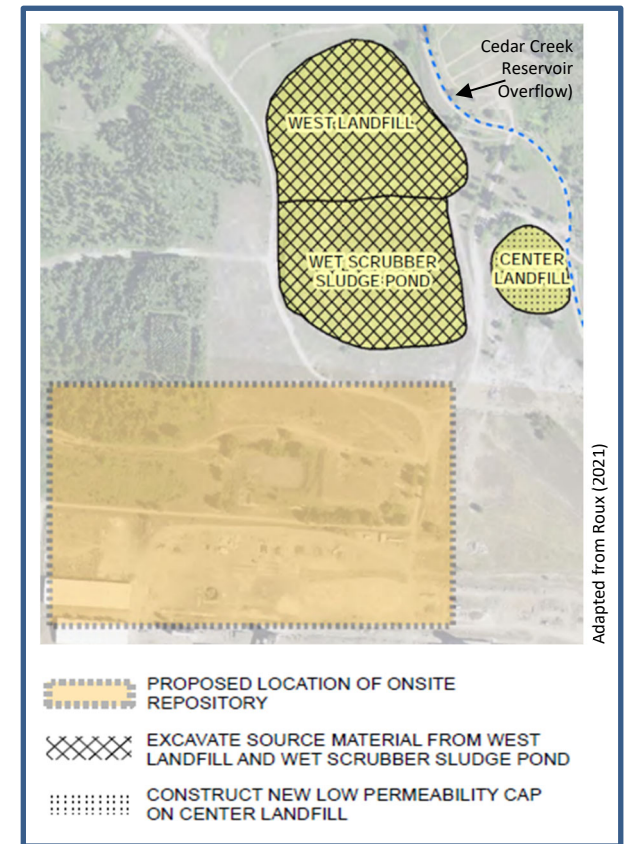 Cedar Creek
Reservoir
Overflow)
WEST LANDFILL
WET SCRUBBER
SLUDGE POND
CENTER
LANDFILL
Adapted from Roux (2021)
PROPOSED LOCATION OF ONSITE
REPOSITORY
EXCAVATE SOURCE MATERIAL FROM WEST
LANDFILL AND WET SCRUBBER SLUDGE POND
CONSTRUCT NEW LOW PERMEABILITY CAP
ON CENTER LANDFILL